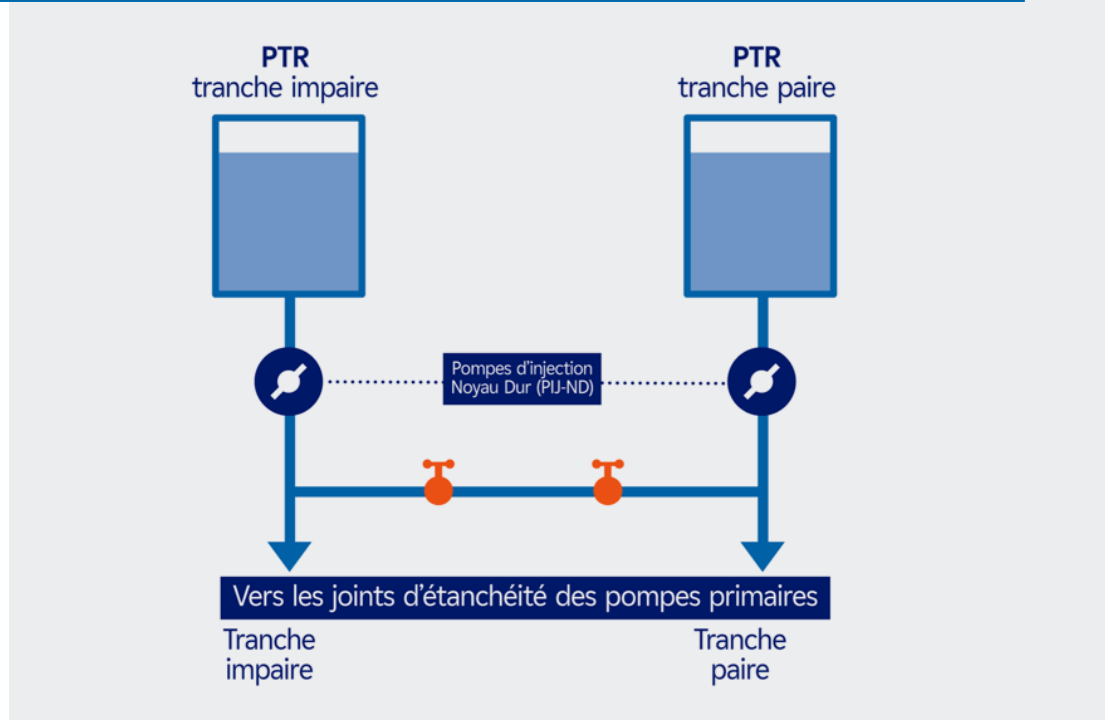 PTR
tranche impaire
PTR
tranche paire
Pompes d'injection
Noyau Dur (PIJ-ND)
Vers les joints d'étanchéité des pompes primaires
Tranche
impaire
Tranche
paire